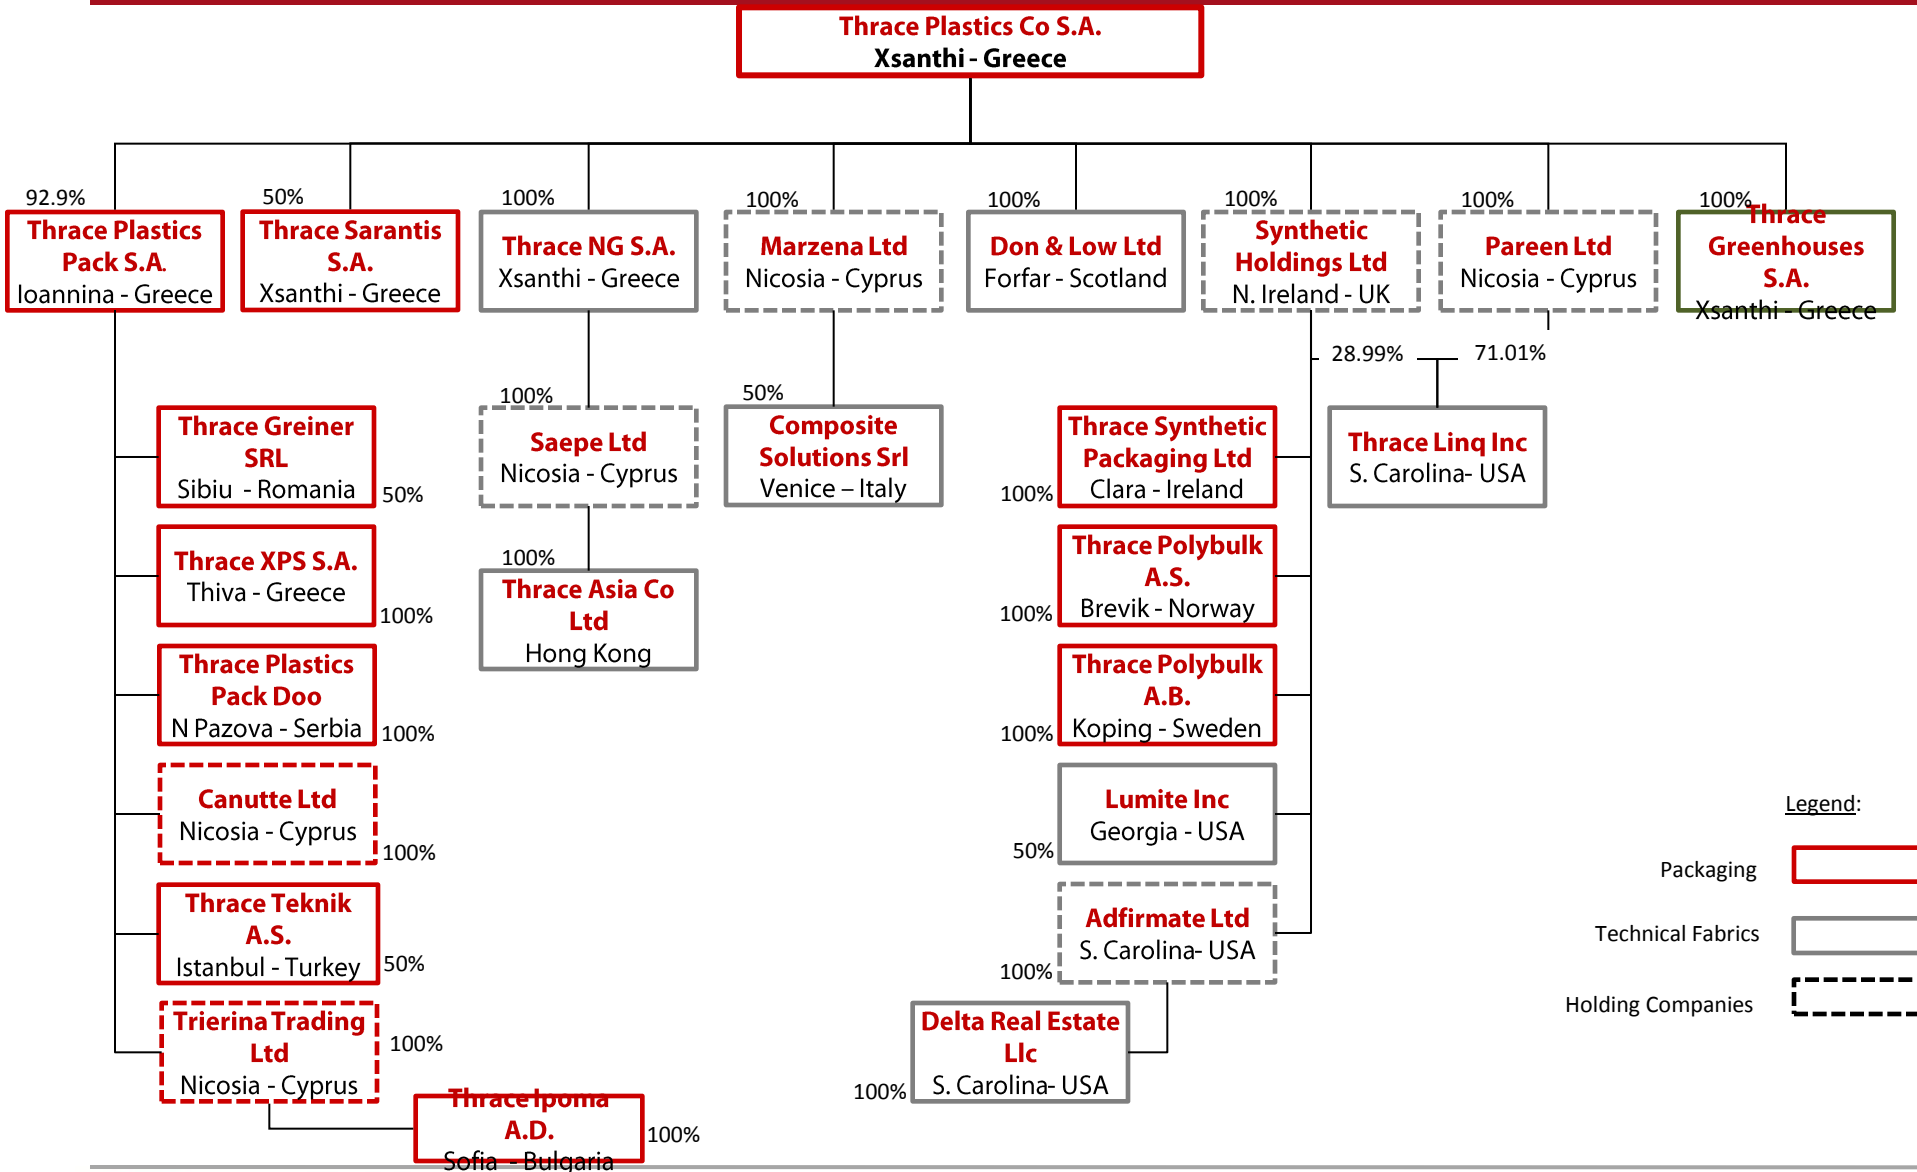 Thrace Plastics Co S.A.
Xsanthi - Greece
92.9%
Thrace Plastics
Pack S.A.
Ioannina - Greece
50%
Thrace Sarantis
S.A.
Xsanthi - Greece
100%
Thrace NG S.A.
Xsanthi - Greece
100%
Marzena Ltd
Nicosia - Cyprus
100%
Don & Low Ltd
Forfar - Scotland
100%
Synthetic
Holdings Ltd
N. Ireland - UK
100%
Pareen Ltd
Nicosia - Cyprus
100%
Thrace
Greenhouses
S.A.
Xsanthi - Greece
28.99%
71.01%
Thrace Greiner
SRL
Sibiu - Romania
50%
Thrace XPS S.A.
Thiva - Greece
100%
Thrace Plastics
Pack Doo
N Pazova - Serbia
100%
Canutte Ltd
Nicosia - Cyprus
100%
Thrace Teknik
A.S.
Istanbul - Turkey
50%
Trierina Trading
Ltd
Nicosia - Cyprus
100%
Thrace Ipoma
A.D.
Sofia - Bulgaria
100%
100%
Saepe Ltd
Nicosia - Cyprus
100%
Thrace Asia Co
Ltd
Hong Kong
50%
Composite
Solutions Srl
Venice – Italy
Thrace Synthetic
Packaging Ltd
Clara - Ireland
100%
Thrace Polybulk
A.S.
Brevik - Norway
100%
Thrace Polybulk
A.B.
Koping - Sweden
100%
Lumite Inc
Georgia - USA
50%
Adfirmate Ltd
S. Carolina- USA
100%
Delta Real Estate
Llc
S. Carolina- USA
100%
Thrace Linq Inc
S. Carolina- USA
Legend:
Packaging
Technical Fabrics
Holding Companies